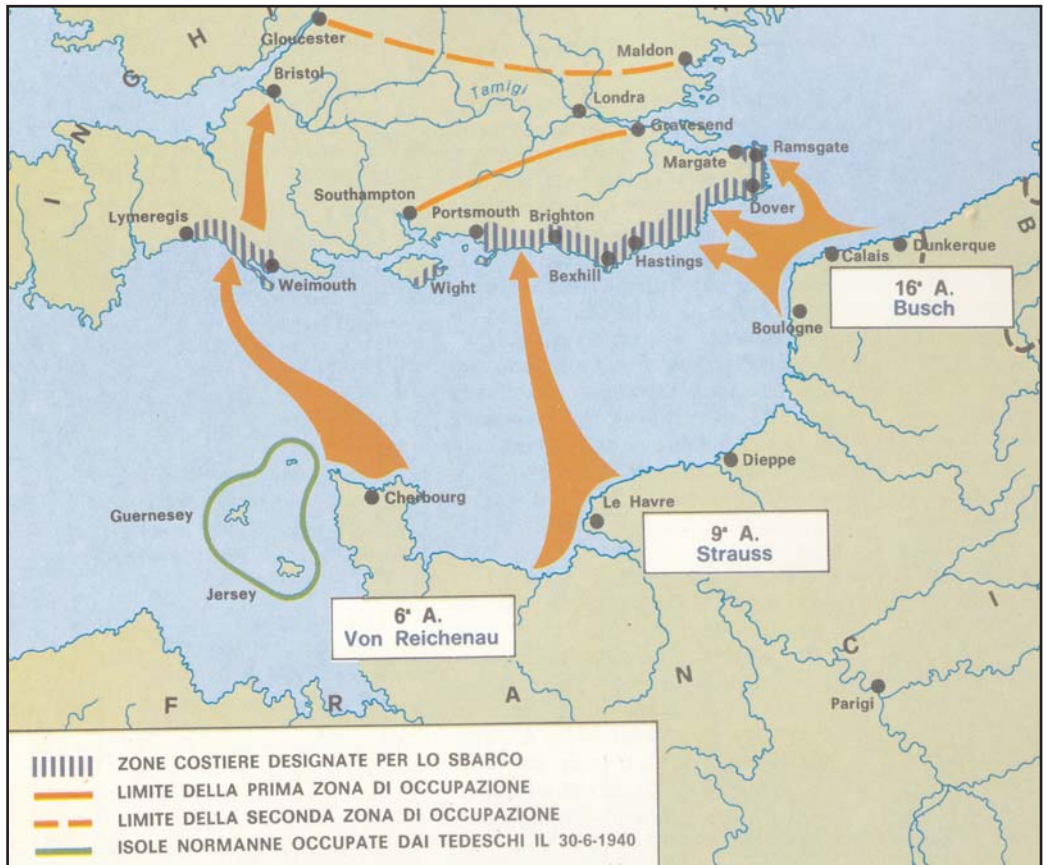 INGHI
Gloucester
Maldon
Bristol
Tamigi
Londra
Gravesend
Margate
Ramsgate
Southampton
Lymeregis
Portsmouth
Brighton
Dover
Weimouth
Wight
Bexhill
Hastings
Calais
Dunkerque
B
16ª A.
Busch
Boulogne
Dieppe
Cherbourg
Le Havre
Guernesey
9ª A.
Strauss
Jersey
6ª A.
Von Reichenau
Parigi
FRANCI
ZONE COSTIERE DESIGNATE PER LO SBARCO
LIMITE DELLA PRIMA ZONA DI OCCUPAZIONE
LIMITE DELLA SECONDA ZONA DI OCCUPAZIONE
ISOLE NORMANNE OCCUPATE DAI TEDESCHI IL 30-6-1940